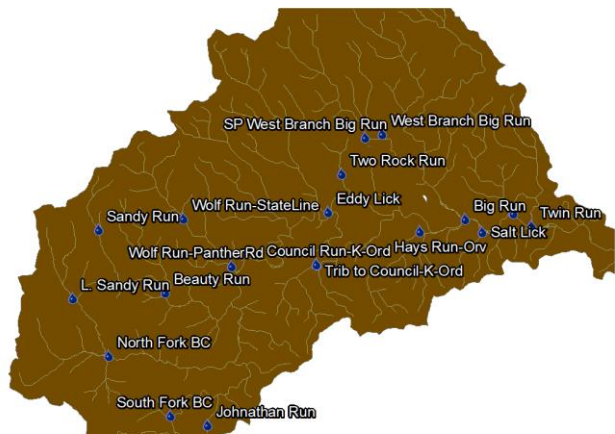 SP West Branch Big Run
West Branch Big Run
Two Rock Run
Eddy Lick
Wolf Run-StateLine
Sandy Run
Big Run
Twin Run
Salt Lick
Hays Run-Orv
Wolf Run-PantherRd
Council Run-K-Ord
Trib to Council-K-Ord
L. Sandy Run
Beauty Run
North Fork BC
South Fork BC
Johnathan Run